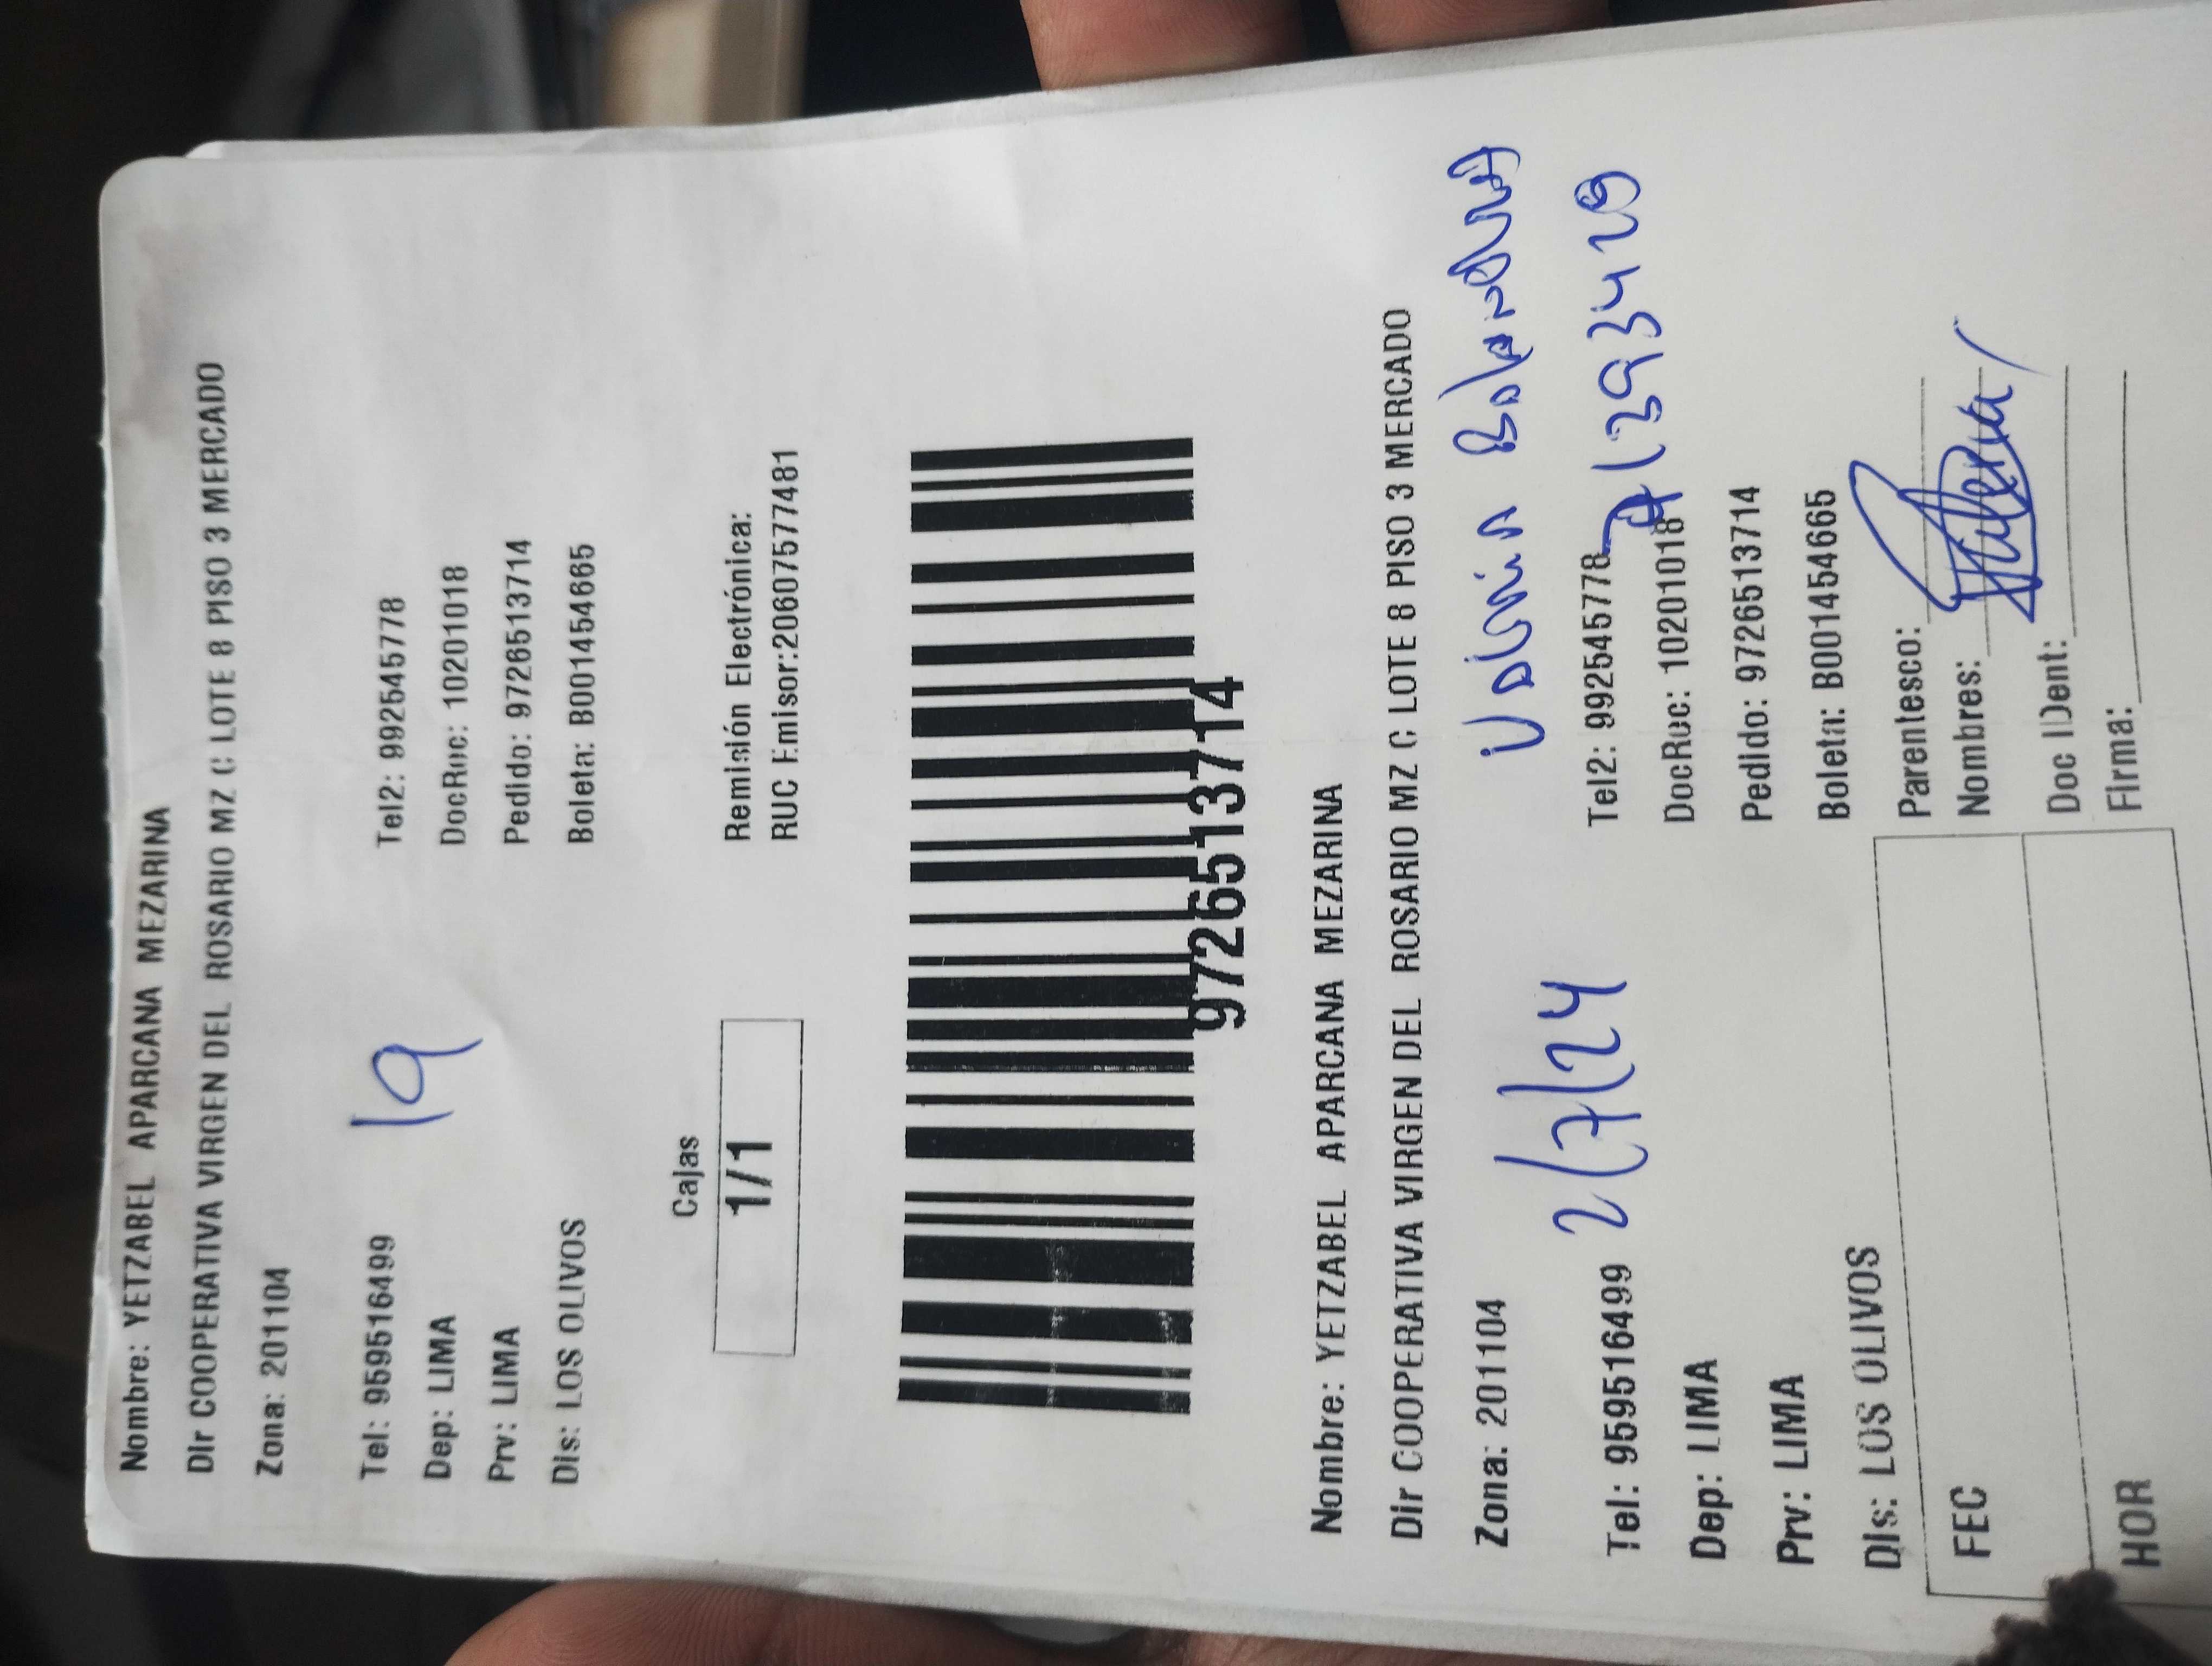 Nombre: YETZABEL APARCANA MEZARINA
Dir COOPERATIVA VIRGEN DEL ROSARIO MZ C LOTE 8 PISO 3 MERCADO
Zona: 201104
19
Tel: 959516499 Tel2: 992545778
Dep: LIMA DocRuc: 10201018
Prv: LIMA Pedido: 9726513714
Dis: LOS OLIVOS Boleta: B001454665
Cajas
1/1
Remisión Electrónica:
RUC Emisor:20607577481
9726513714
Nombre: YETZABEL APARCANA MEZARINA
Dir COOPERATIVA VIRGEN DEL ROSARIO MZ C LOTE 8 PISO 3 MERCADO
Zona: 201104
2/7/24
Tel: 959516499 Tel2: 992545778
Dep: LIMA DocRuc: 10201018
Prv: LIMA Pedido: 9726513714
Dis: LOS OLIVOS Boleta: B001454665
FEC Parentesco:
Nombres:
HOR Doc IDent:
Firma: